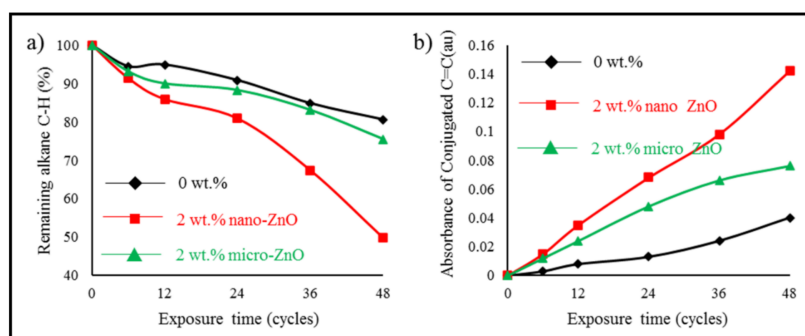 a)
Remaining alkane C-H (%)
100
90
80
70
60
50
40
0 wt.%
2 wt.% nano-ZnO
2 wt.% micro-ZnO
0
12
24
36
48
Exposure time (cycles)
b)
Absorbance of Conjugated C=C(au)
0.16
0.14
0.12
0.1
0.08
0.06
0.04
0.02
0
0 wt.%
2 wt.% nano ZnO
2 wt.% micro ZnO
0
12
24
36
48
Exposure time (cycles)